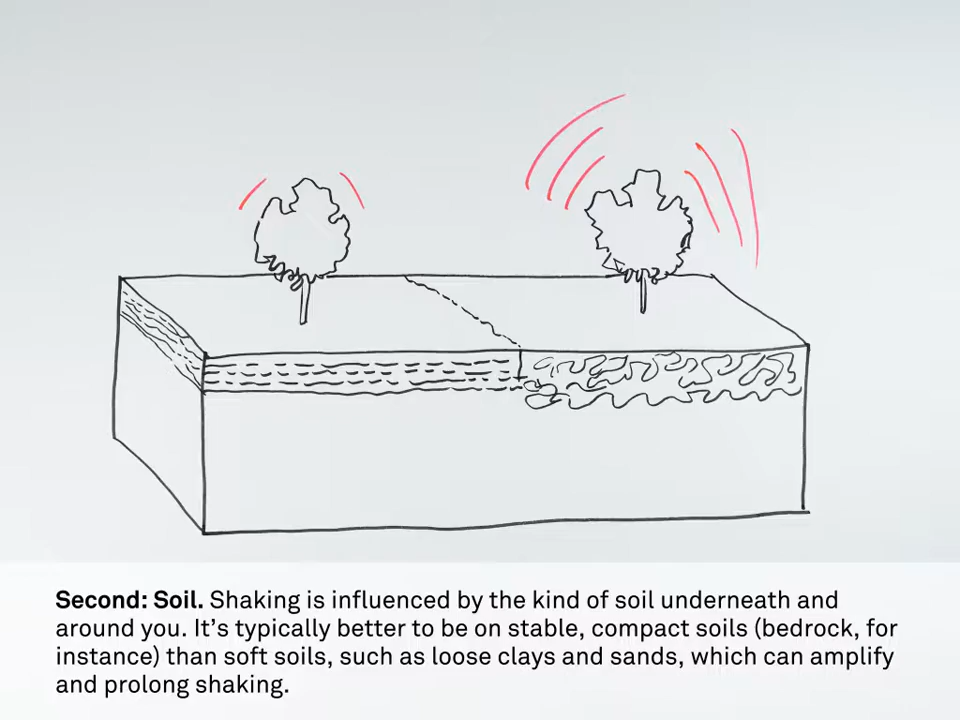 Second: Soil. Shaking is influenced by the kind of soil underneath and
around you. It’s typically better to be on stable, compact soils (bedrock, for
instance) than soft soils, such as loose clays and sands, which can amplify
and prolong shaking.